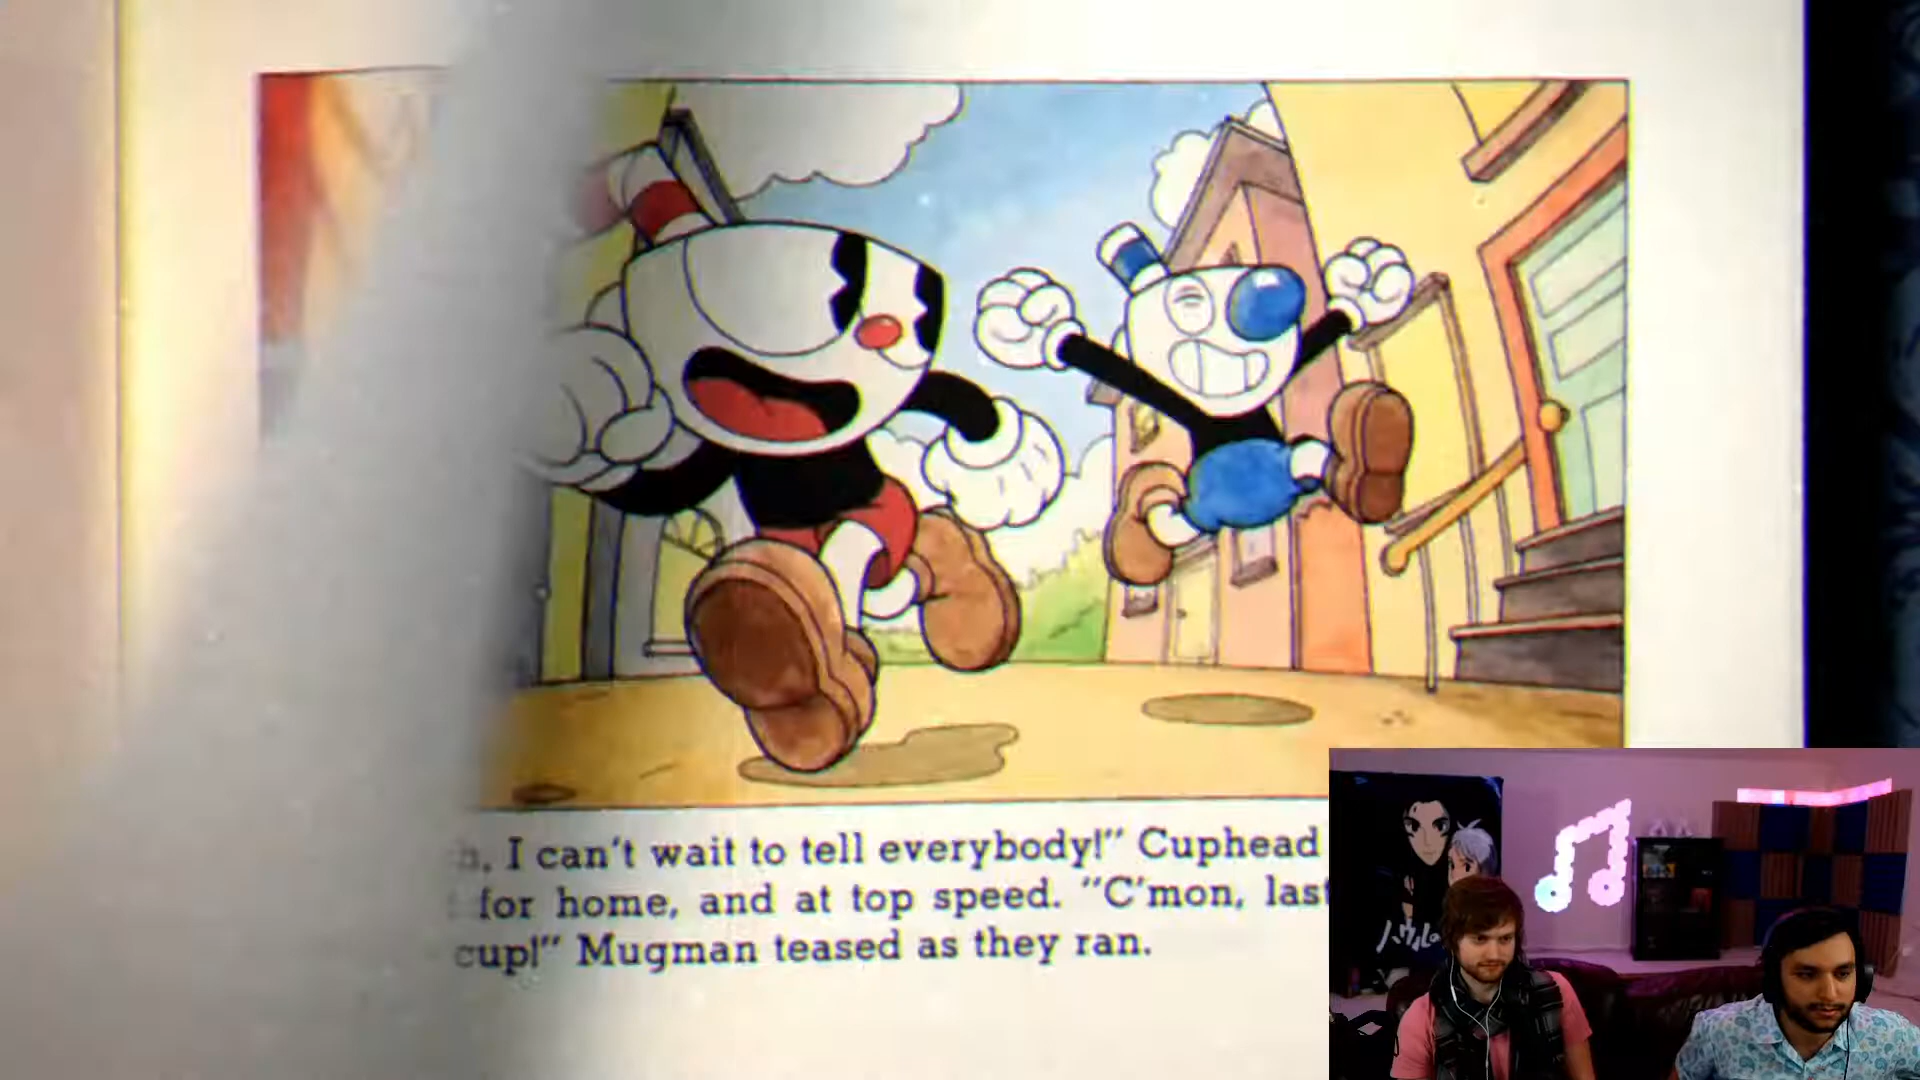 h, I can't wait to tell everybody!" Cuphead
for home, and at top speed. "C'mon, last
cup!" Mugman teased as they ran.